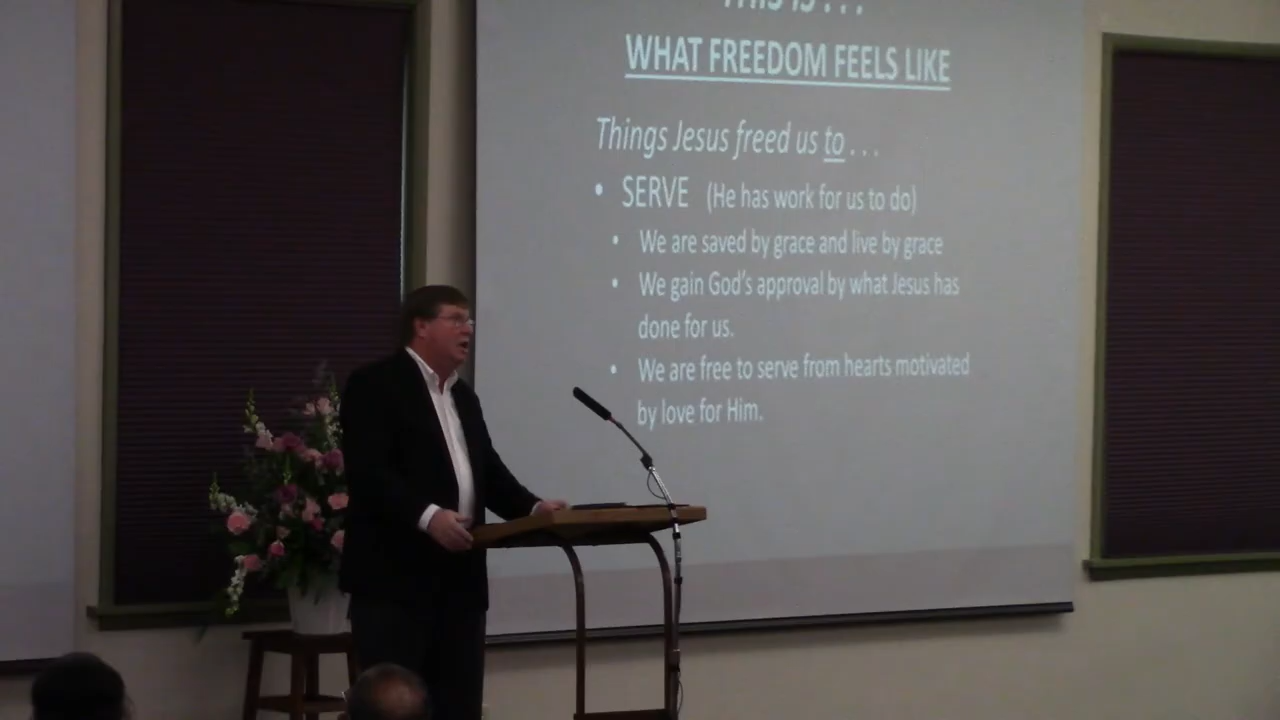 THIS IS . . .
WHAT FREEDOM FEELS LIKE
Things Jesus freed us to . . .
• SERVE (He has work for us to do)
• We are saved by grace and live by grace
• We gain God's approval by what Jesus has
done for us.
• We are free to serve from hearts motivated
by love for Him.